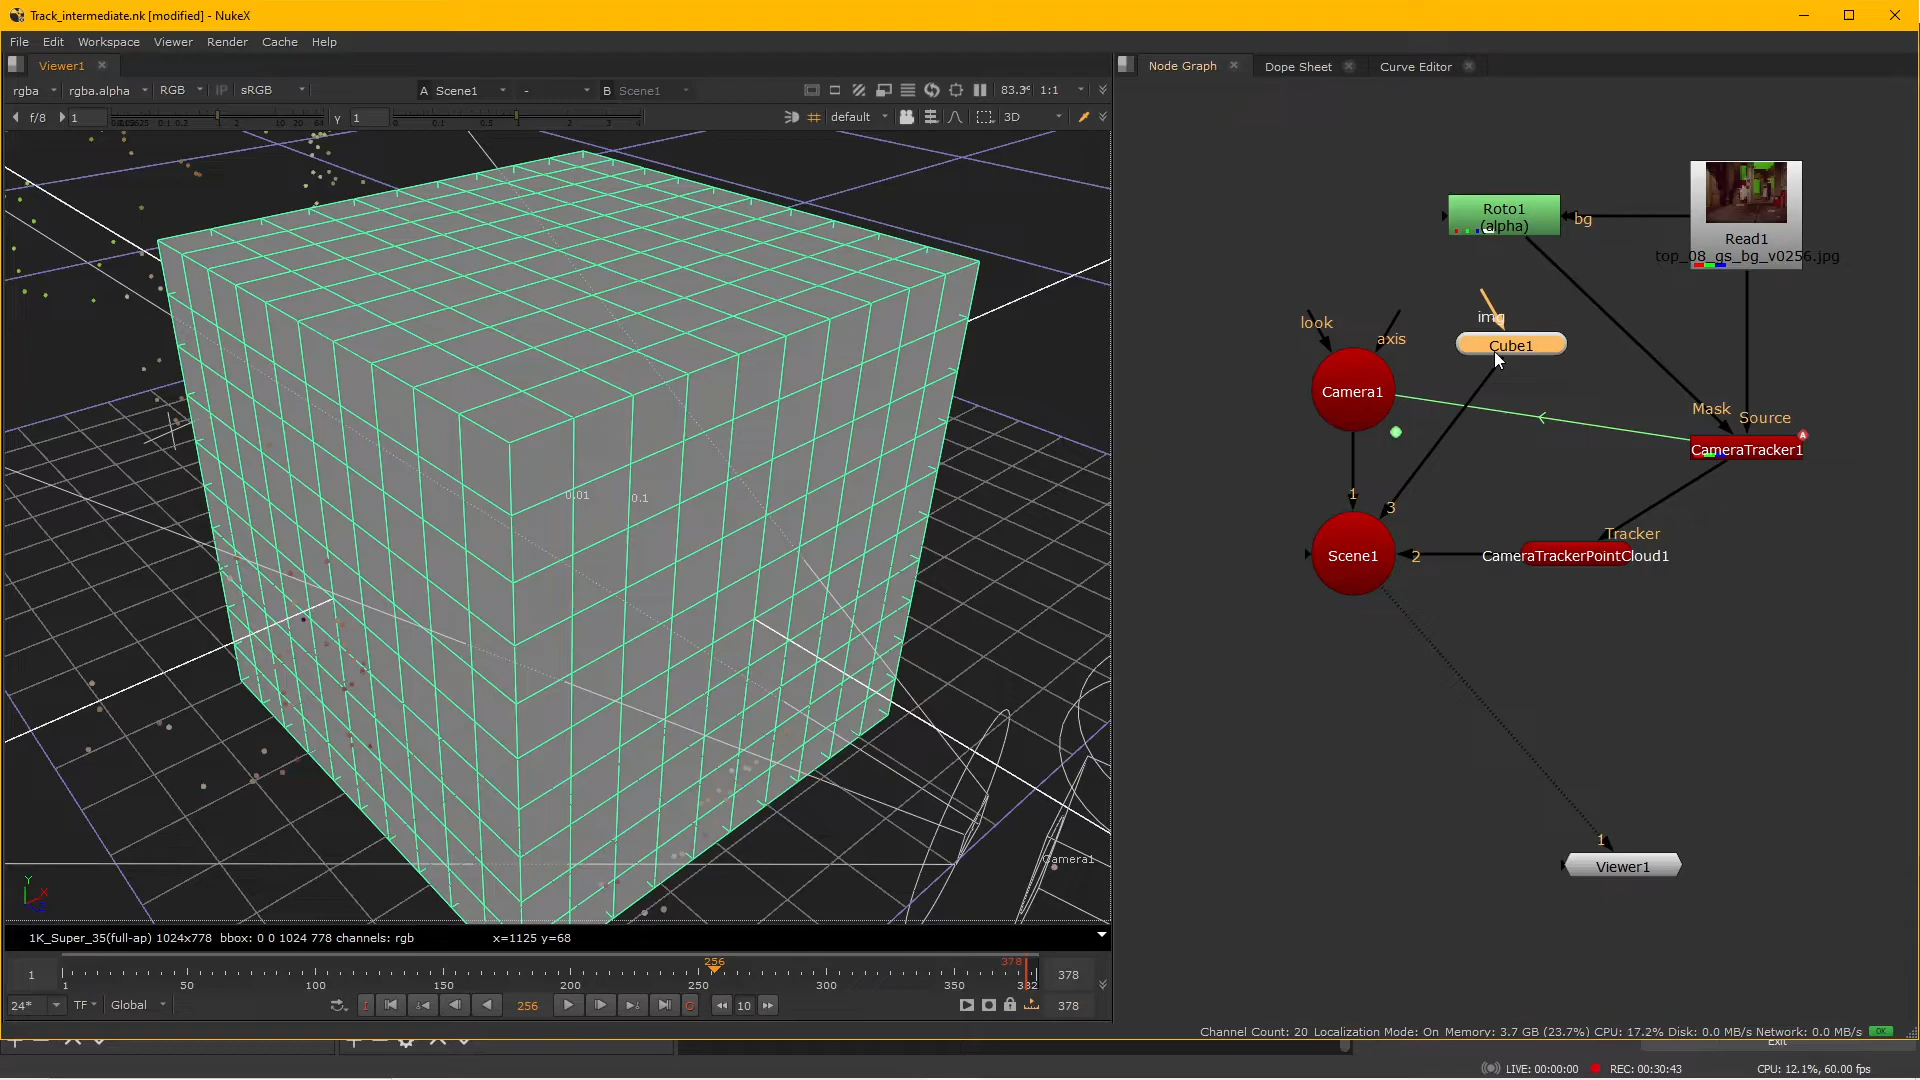 Track_intermediate.nk [modified] - NukeX
File Edit Workspace Viewer Render Cache Help
Viewer1
rgba rgba.alpha RGB IP sRGB A Scene1 - B Scene1 1:1
f/8 1 γ 1 default 3D
0.01 0.1
Camera1
1K_Super_35(full-ap) 1024x778 bbox: 0 0 1024 778 channels: rgb x=1125 y=68
256 378
1 378
1 50 100 150 200 250 300 350
24* TF Global 256 10 378
Node Graph Dope Sheet Curve Editor
Roto1
(alpha)
bg
Read1
top_08_gs_bg_v0256.jpg
look axis
img
Cube1
Camera1
Mask Source
CameraTracker1
1 3
Tracker
Scene1 2 CameraTrackerPointCloud1
1
Viewer1
Channel Count: 20 Localization Mode: On Memory: 3.7 GB (23.7%) CPU: 17.2% Disk: 0.0 MB/s Network: 0.0 MB/s OK
Exit
LIVE: 00:00:00 REC: 00:30:43 CPU: 12.1%, 60.00 fps